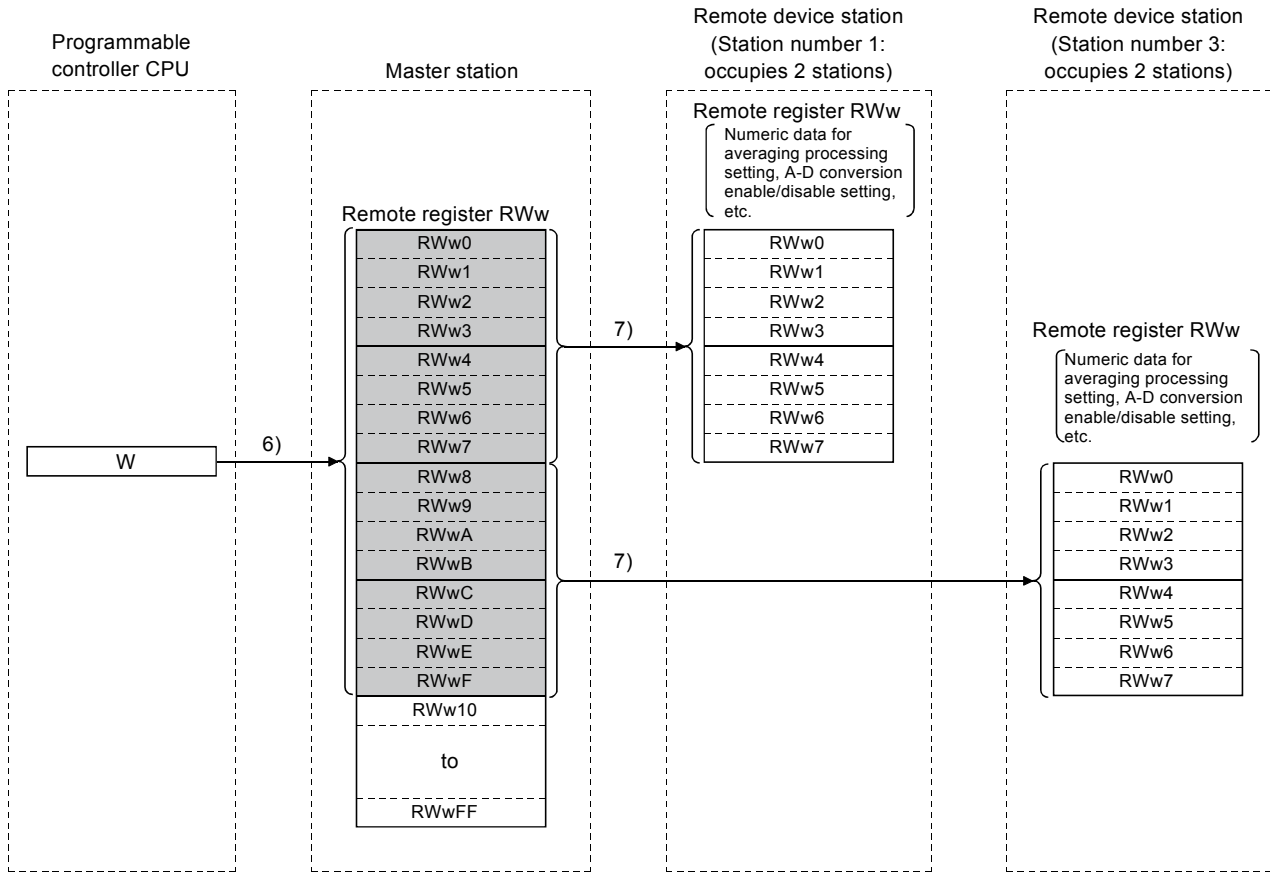 Programmable
controller CPU
Master station
Remote device station
(Station number 1:
occupies 2 stations)
Remote device station
(Station number 3:
occupies 2 stations)
Remote register RWw
Numeric data for
averaging processing
setting, A-D conversion
enable/disable setting,
etc.
Remote register RWw
RWw0
RWw1
RWw2
RWw3
RWw4
RWw5
RWw6
RWw7
RWw8
RWw9
RWwA
RWwB
RWwC
RWwD
RWwE
RWwF
RWw10
to
RWwFF
W
6)
7)
7)
RWw0
RWw1
RWw2
RWw3
RWw4
RWw5
RWw6
RWw7
Remote register RWw
Numeric data for
averaging processing
setting, A-D conversion
enable/disable setting,
etc.
RWw0
RWw1
RWw2
RWw3
RWw4
RWw5
RWw6
RWw7